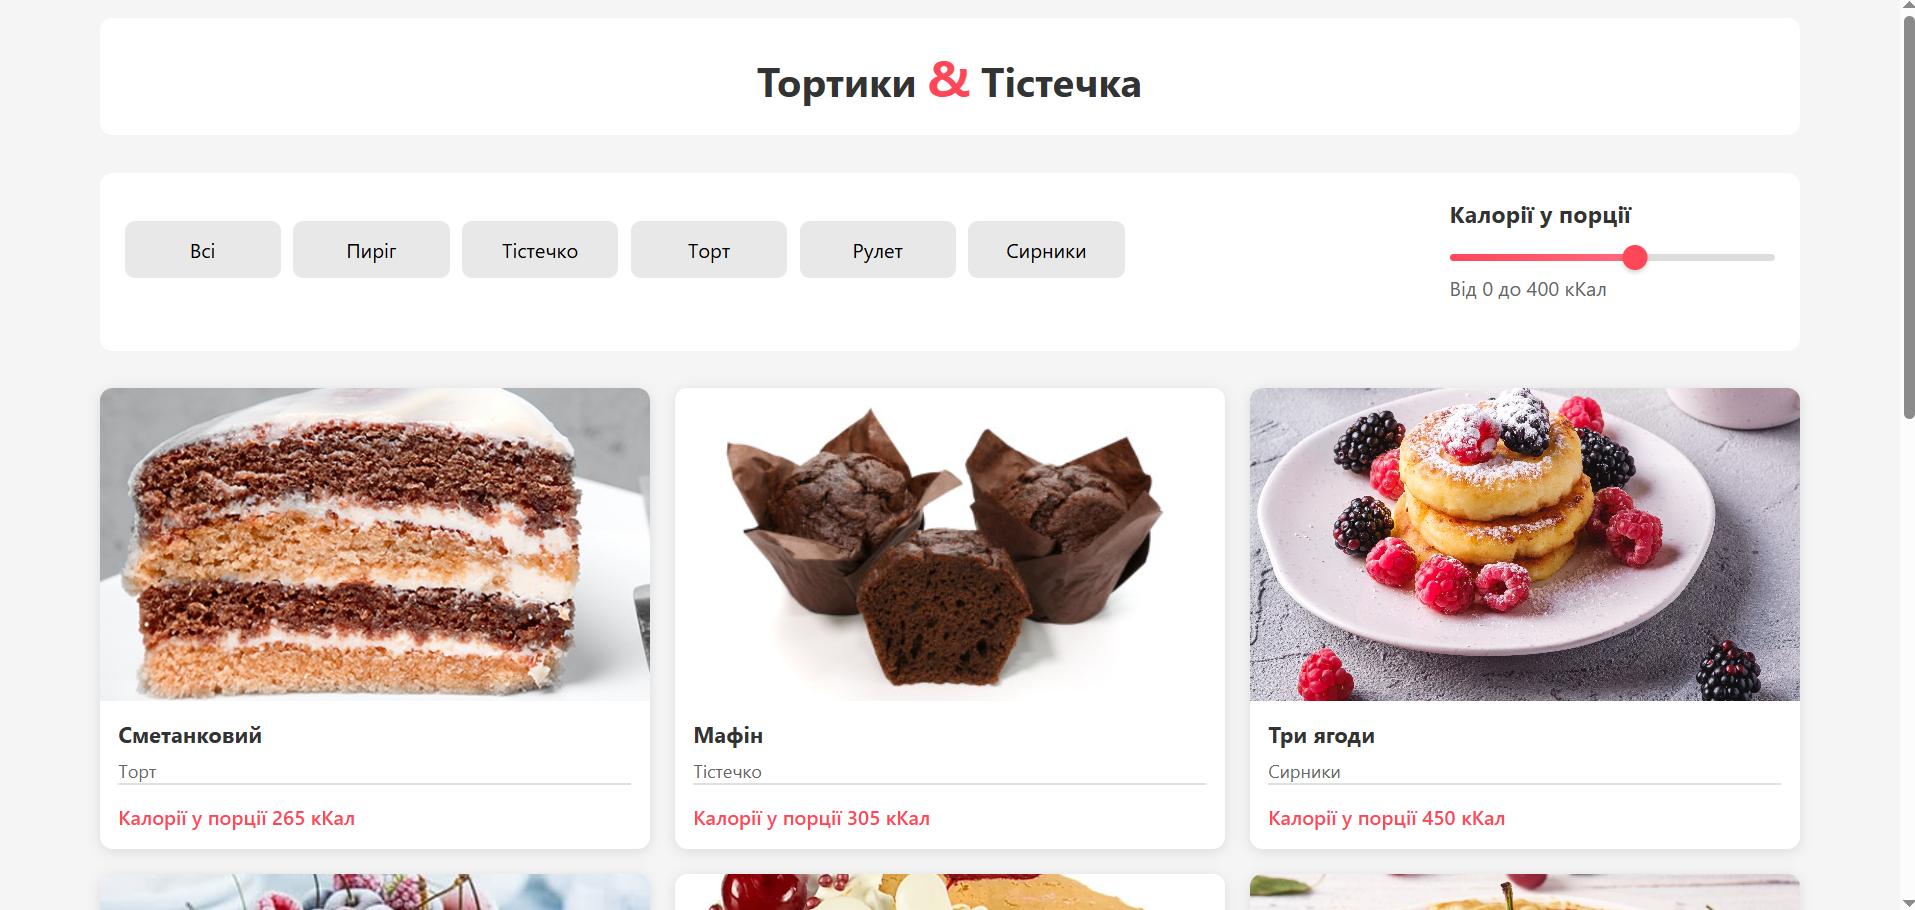 Тортики & Тістечка
Всі
Пиріг
Тістечко
Торт
Рулет
Сирники
Калорії у порції
Від 0 до 400 кКал
Сметанковий
Торт
Калорії у порції 265 кКал
Мафін
Тістечко
Калорії у порції 305 кКал
Три ягоди
Сирники
Калорії у порції 450 кКал